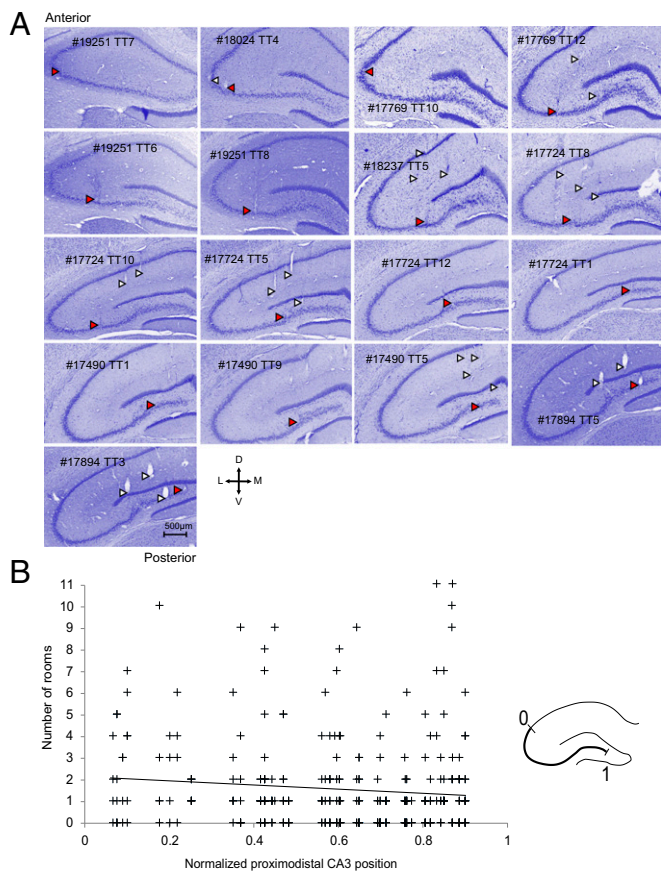 A
Anterior
#19251 TT7
#18024 TT4
#17769 TT10
#17769 TT12
#19251 TT6
#19251 TT8
#18237 TT5
#17724 TT8
#17724 TT10
#17724 TT5
#17724 TT12
#17724 TT1
#17490 TT1
#17490 TT9
#17490 TT5
#17894 TT5
#17894 TT3
500μm
D
L M
V
Posterior
B
Number of rooms
11
10
9
8
7
6
5
4
3
2
1
0
0 0.2 0.4 0.6 0.8 1
Normalized proximodistal CA3 position
0
1